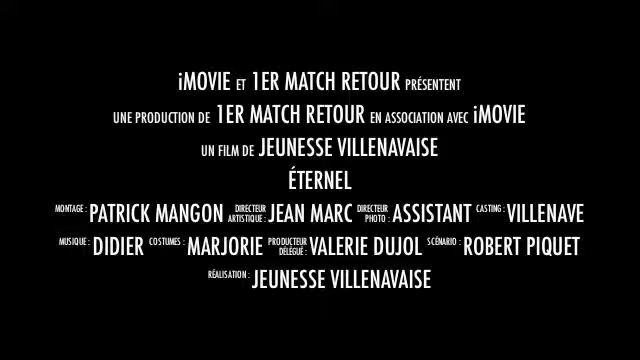 iMOVIE ET 1ER MATCH RETOUR PRÉSENTENT
UNE PRODUCTION DE 1ER MATCH RETOUR EN ASSOCIATION AVEC iMOVIE
UN FILM DE JEUNESSE VILLENAVAISE
ÉTERNEL
MONTAGE : PATRICK MANGON DIRECTEUR ARTISTIQUE : JEAN MARC DIRECTEUR PHOTO : ASSISTANT CASTING : VILLENAVE
MUSIQUE : DIDIER COSTUMES : MARJORIE PRODUCTEUR DÉLÉGUÉ : VALERIE DUJOL SCÉNARIO : ROBERT PIQUET
RÉALISATION : JEUNESSE VILLENAVAISE